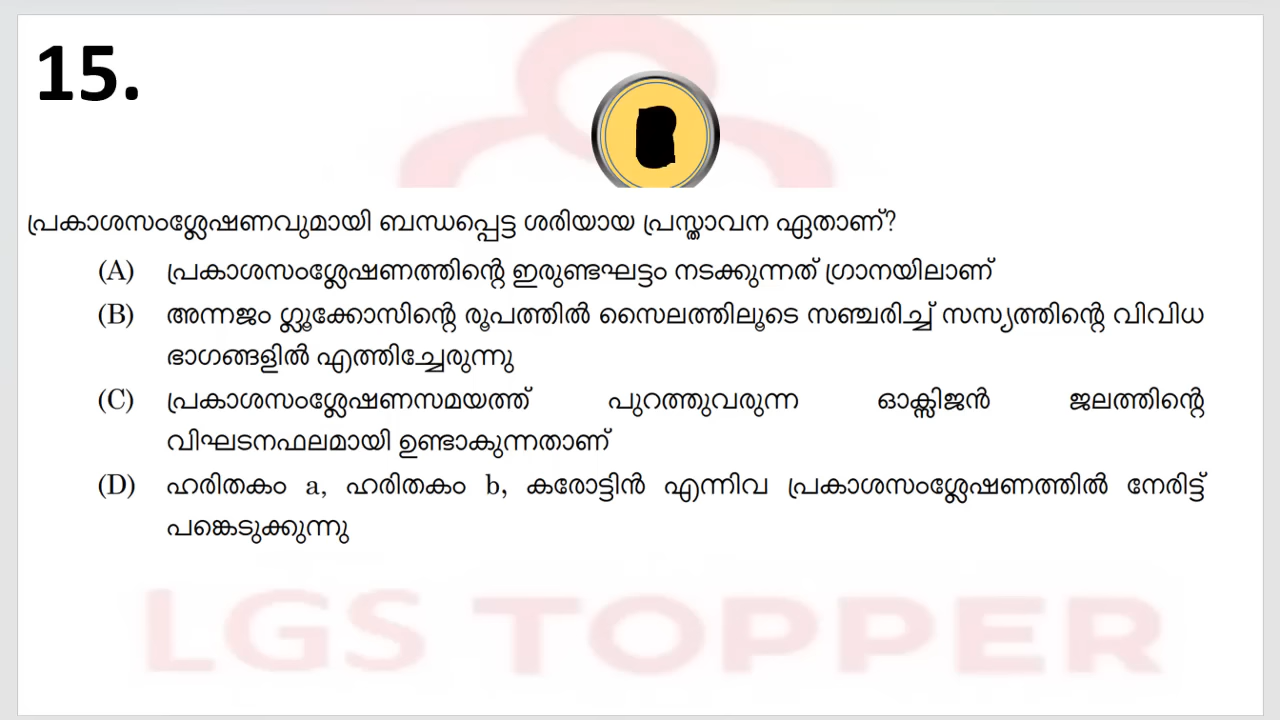 15.
പ്രകാശസംശ്ലേഷണവുമായി ബന്ധപ്പെട്ട ശരിയായ പ്രസ്താവന ഏതാണ്?
(A) പ്രകാശസംശ്ലേഷണത്തിന്റെ ഇരുണ്ടഘട്ടം നടക്കുന്നത് ഗ്രാനയിലാണ്
(B) അന്നജം ഗ്ലൂക്കോസിന്റെ രൂപത്തിൽ സൈലത്തിലൂടെ സഞ്ചരിച്ച് സസ്യത്തിന്റെ വിവിധ
ഭാഗങ്ങളിൽ എത്തിച്ചേരുന്നു
(C) പ്രകാശസംശ്ലേഷണസമയത്ത് പുറത്തുവരുന്ന ഓക്സിജൻ ജലത്തിന്റെ
വിഘടനഫലമായി ഉണ്ടാകുന്നതാണ്
(D) ഹരിതകം a, ഹരിതകം b, കരോട്ടിൻ എന്നിവ പ്രകാശസംശ്ലേഷണത്തിൽ നേരിട്ട്
പങ്കെടുക്കുന്നു
LGS TOPPER